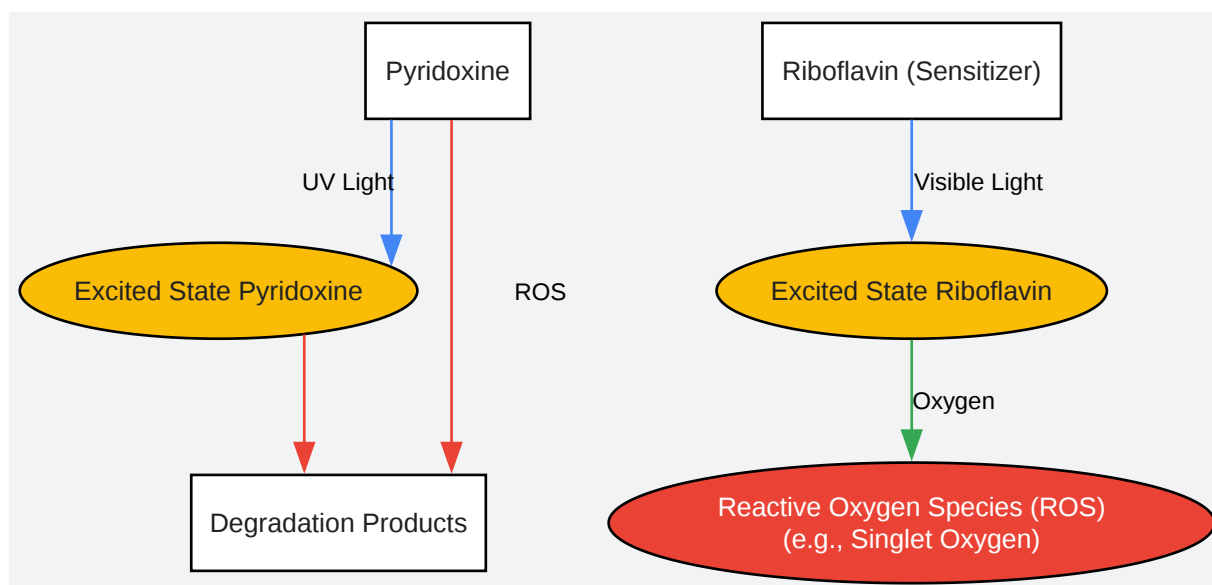 Pyridoxine
Riboflavin (Sensitizer)
UV Light
Visible Light
Excited State Pyridoxine
ROS
Excited State Riboflavin
Oxygen
Degradation Products
Reactive Oxygen Species (ROS)
(e.g., Singlet Oxygen)